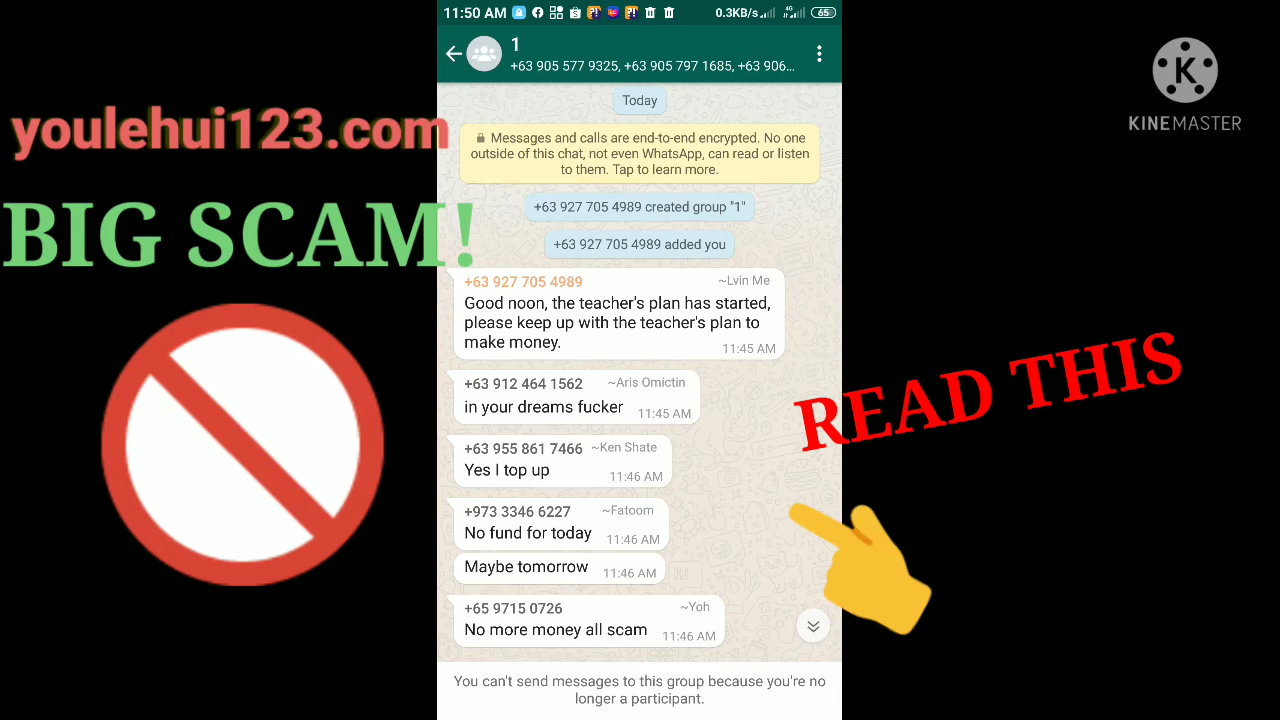 11:50 AM
0.3KB/s
4G
65
1
+63 905 577 9325, +63 905 797 1685, +63 906...
Today
Messages and calls are end-to-end encrypted. No one
outside of this chat, not even WhatsApp, can read or listen
to them. Tap to learn more.
+63 927 705 4989 created group "1"
+63 927 705 4989 added you
+63 927 705 4989 ~Lvin Me
Good noon, the teacher's plan has started,
please keep up with the teacher's plan to
make money.
11:45 AM
+63 912 464 1562 ~Aris Omictin
in your dreams fucker 11:45 AM
+63 955 861 7466 ~Ken Shate
Yes I top up 11:46 AM
+973 3346 6227 ~Fatoom
No fund for today 11:46 AM
Maybe tomorrow 11:46 AM
+65 9715 0726 ~Yoh
No more money all scam 11:46 AM
You can't send messages to this group because you're no
longer a participant.
youlehui123.com
BIG SCAM!
READ THIS
K
KINEMASTER